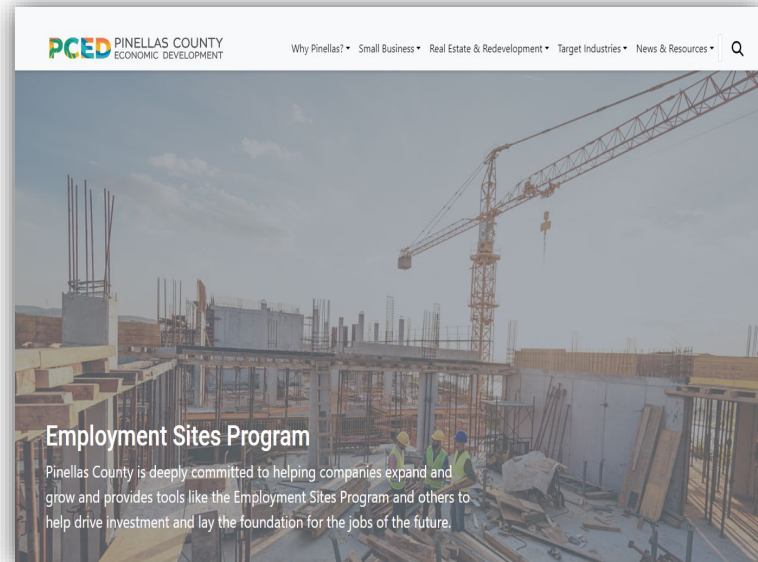 PCED PINELLAS COUNTY
ECONOMIC DEVELOPMENT
Why Pinellas? Small Business Real Estate & Redevelopment Target Industries News & Resources
Employment Sites Program
Pinellas County is deeply committed to helping companies expand and
grow and provides tools like the Employment Sites Program and others to
help drive investment and lay the foundation for the jobs of the future.